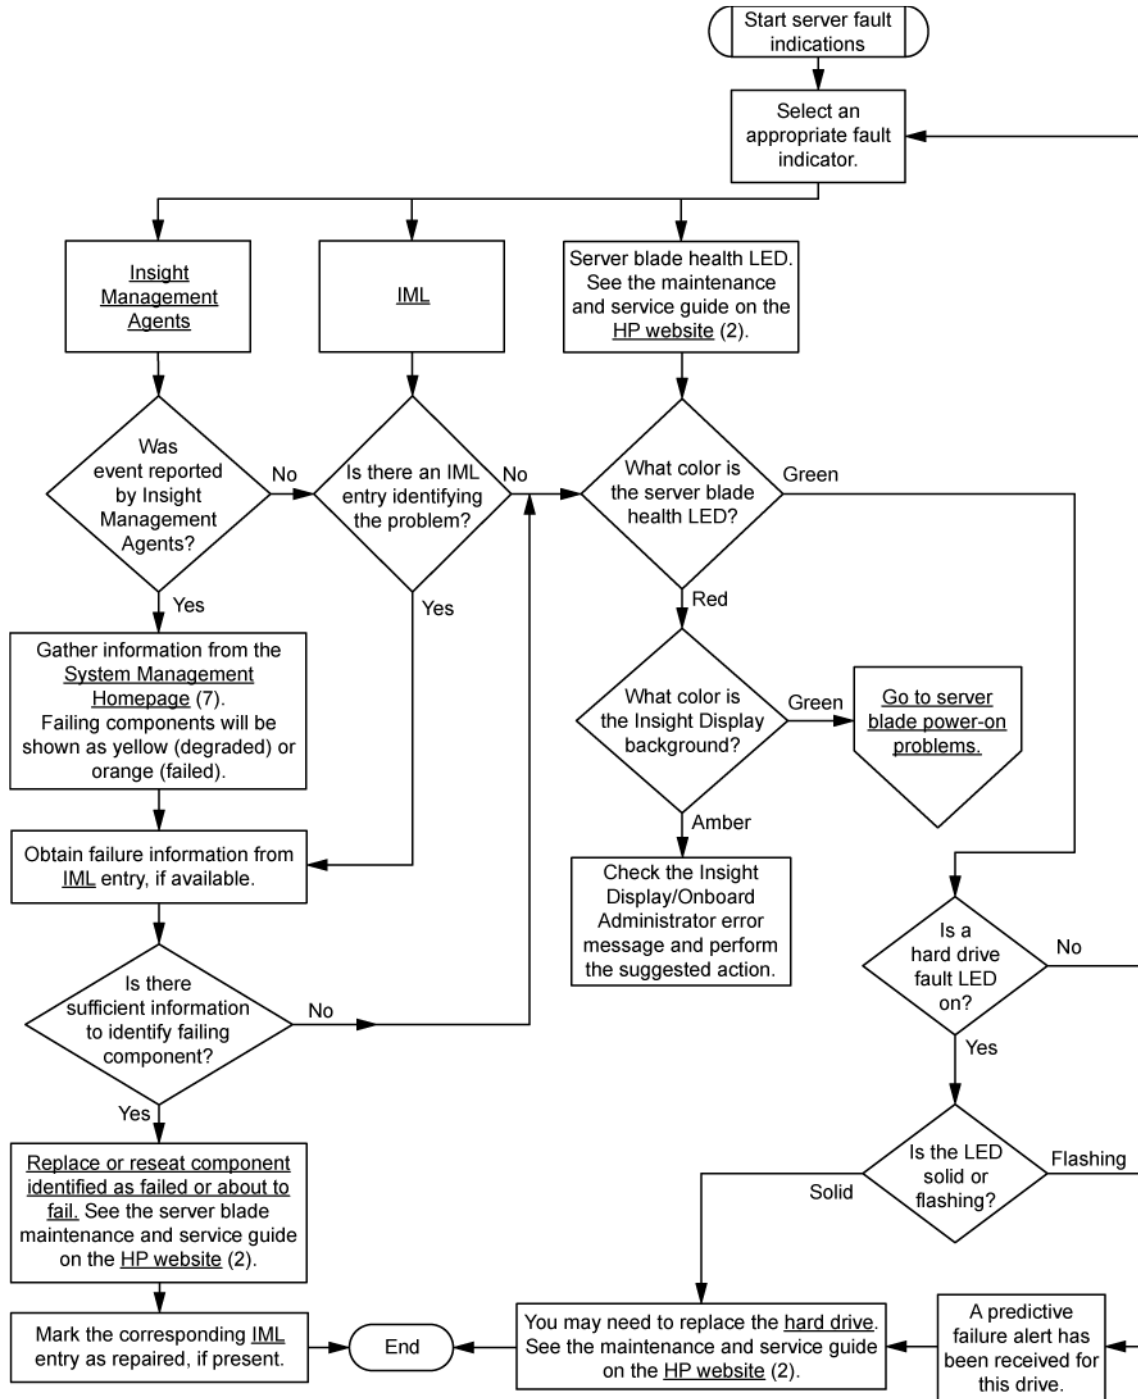 Start server fault
indications
Select an
appropriate fault
indicator.
Insight
Management
Agents
IML
Server blade health LED.
See the maintenance
and service guide on the
HP website (2).
Was
event reported
by Insight
Management
Agents?
No
Is there an IML
entry identifying
the problem?
No
What color is
the server blade
health LED?
Green
Yes
Yes
Red
Gather information from the
System Management
Homepage (7).
Failing components will be
shown as yellow (degraded) or
orange (failed).
What color is
the Insight Display
background?
Green
Go to server
blade power-on
problems.
Amber
Obtain failure information from
IML entry, if available.
Check the Insight
Display/Onboard
Administrator error
message and perform
the suggested action.
Is a
hard drive
fault LED
on?
No
Is there
sufficient information
to identify failing
component?
No
Yes
Yes
Replace or reseat component
identified as failed or about to
fail. See the server blade
maintenance and service guide
on the HP website (2).
Is the LED
solid or
flashing?
Flashing
Solid
Mark the corresponding IML
entry as repaired, if present.
End
You may need to replace the hard drive.
See the maintenance and service guide
on the HP website (2).
A predictive
failure alert has
been received for
this drive.